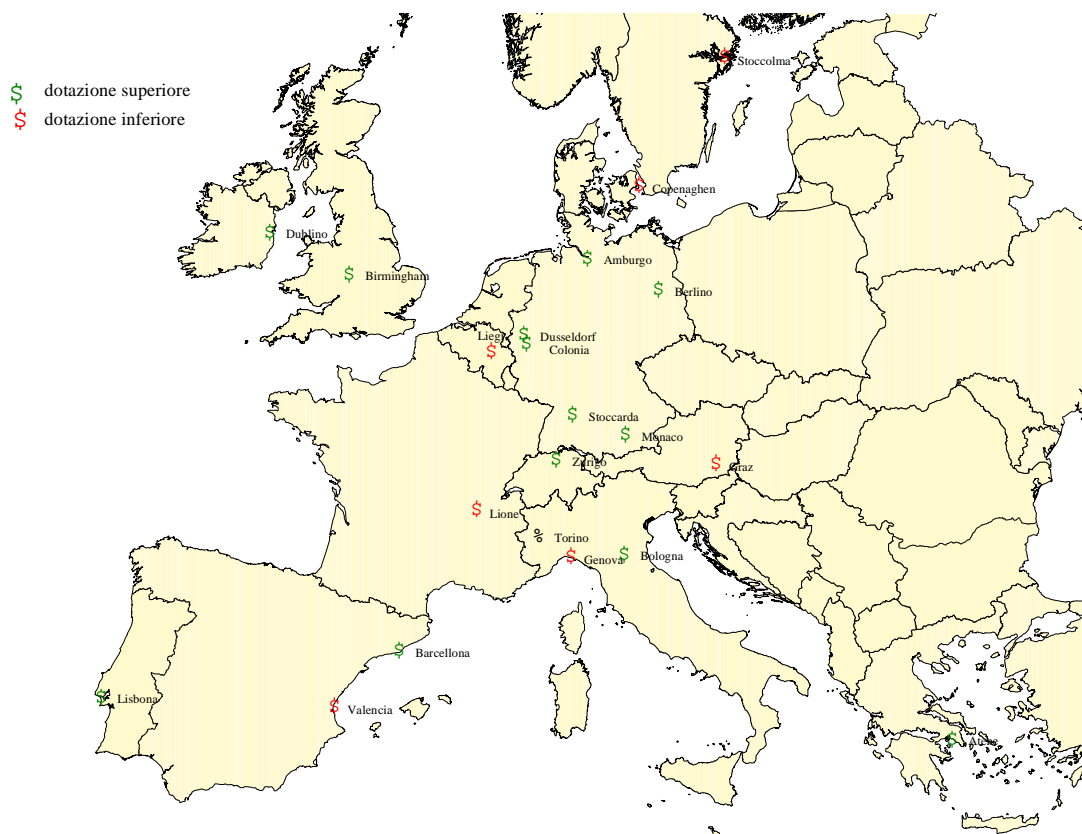 $ dotazione superiore
$ dotazione inferiore
$ Stoccolma
$ Copenaghen
$ Dublino
$ Amburgo
$ Birmingham
$ Berlino
$ Dusseldorf
Liegi
$ Colonia
$
$ Stoccarda
$ Monaco
$ Zurigo
$ Graz
$ Lione
% Torino
$ Genova
$ Bologna
$ Barcellona
$ Lisbona
$ Valencia
$ Atene